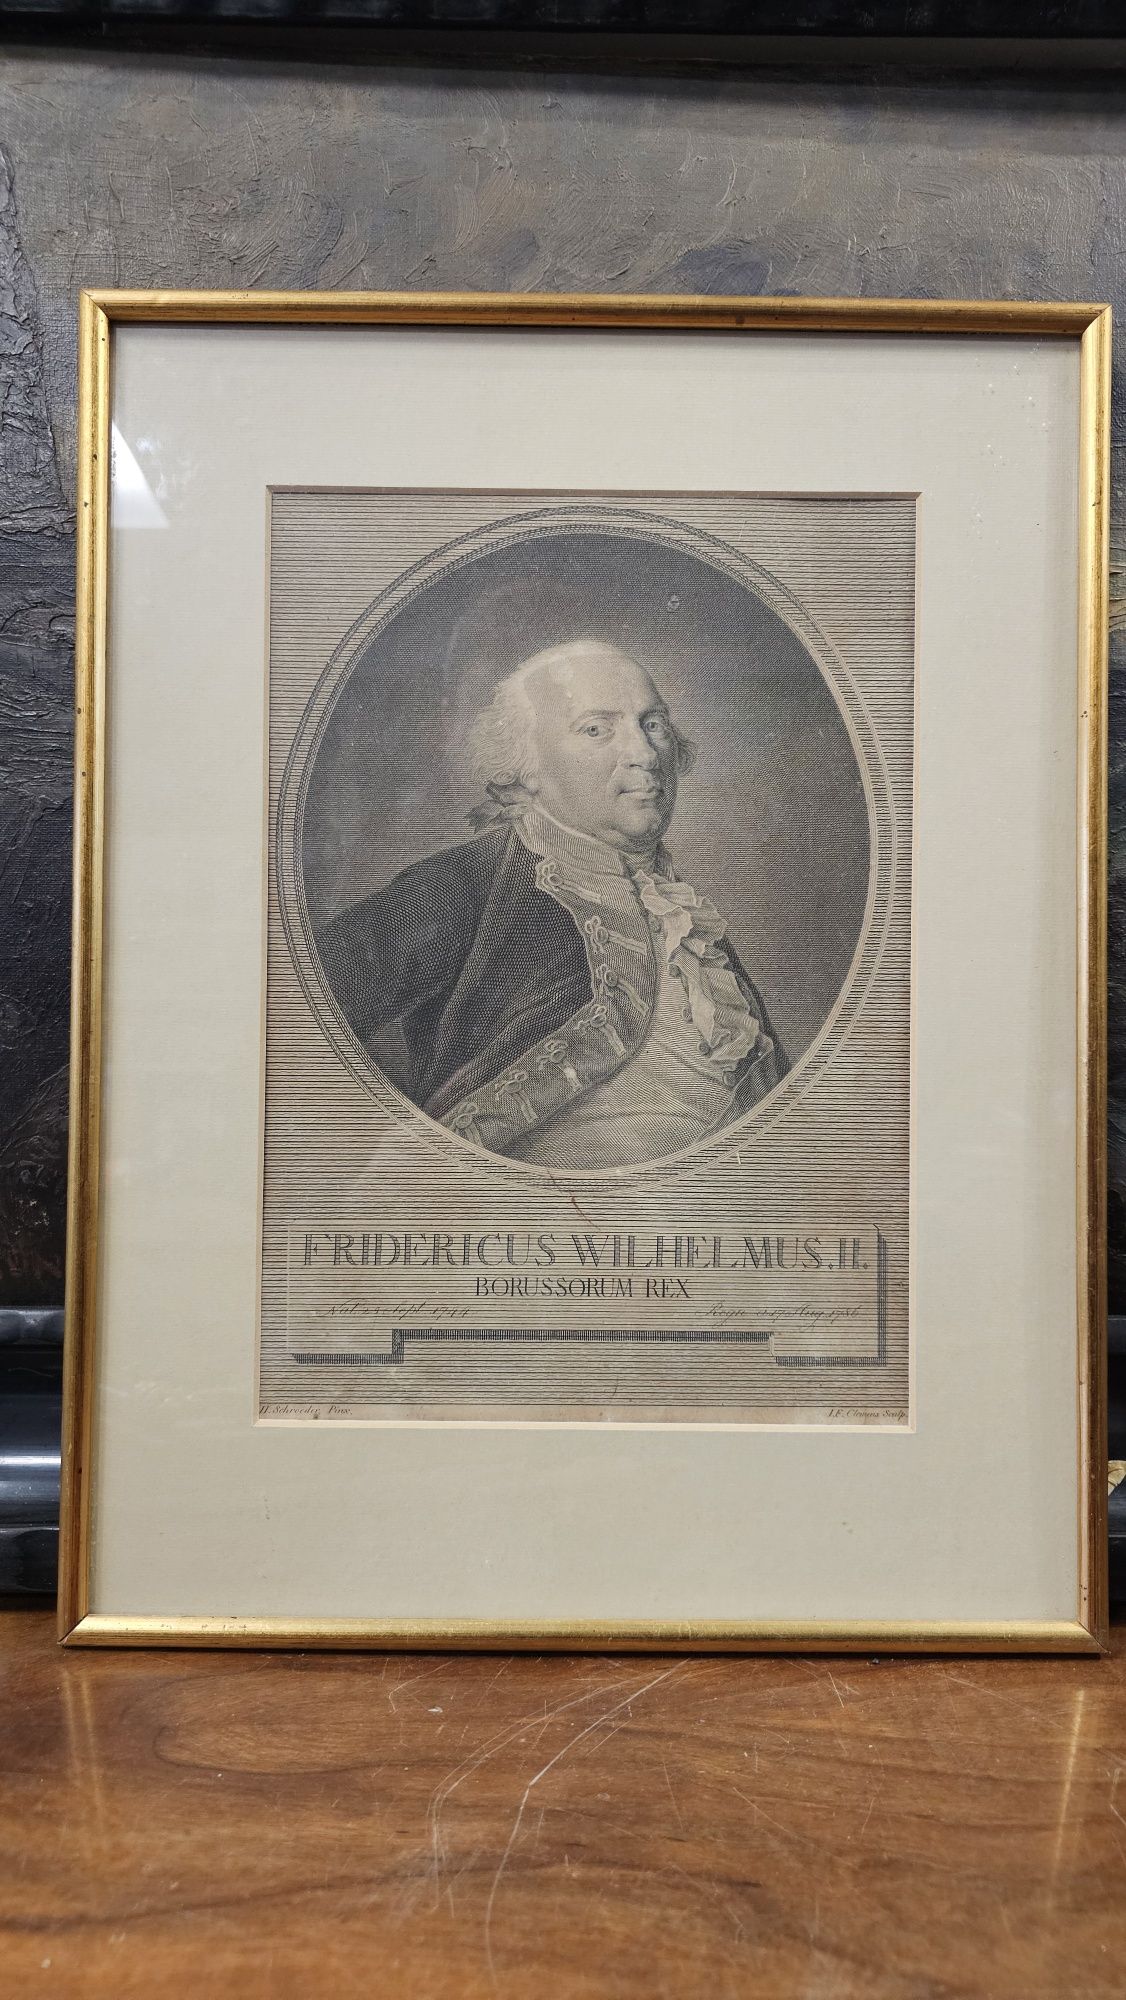 FRIDERICUS WILHELMUS.II.
BORUSSORUM REX
Nat. 25 Sept. 1744 Regn. a. 17 Aug. 1786
H. Schroeder Pinx. I.F. Clemens Sculp.